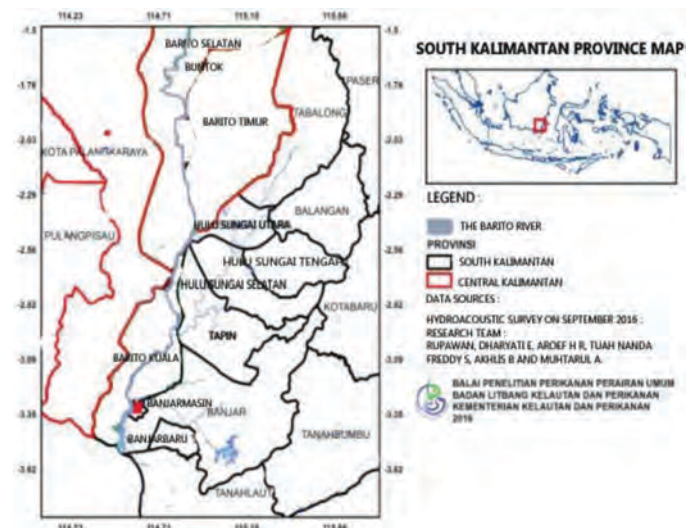 114.23 114.71 115.18 115.66
-1.5
-1.76
-2.03
-2.29
-2.56
-2.82
-3.09
-3.35
-3.62
BARITO SELATAN
BUNTOK
PASER
BARITO TIMUR
TABALONG
KOTA PALANGKARAYA
BALANGAN
PULANGPISAU
HULU SUNGAI UTARA
HULU SUNGAI TENGAH
HULU SUNGAI SELATAN
KOTABARU
TAPIN
BARITO KUALA
BANJARMASIN
BANJAR
BANJARBARU
TANAHBUMBU
TANAHLAUT
SOUTH KALIMANTAN PROVINCE MAP
LEGEND :
THE BARITO RIVER
PROVINSI
SOUTH KALIMANTAN
CENTRAL KALIMANTAN
DATA SOURCES :
HYDROACOUSTIC SURVEY ON SEPTEMBER 2016 :
RESEARCH TEAM :
RUPAWAN, DHARYATI E, AROEF H R, TUAH NANDA
FREDDY S, AKHLIS B AND MUHTARUL A.
BALAI PENELITIAN PERIKANAN PERAIRAN UMUM
BADAN LITBANG KELAUTAN DAN PERIKANAN
KEMENTERIAN KELAUTAN DAN PERIKANAN
2016